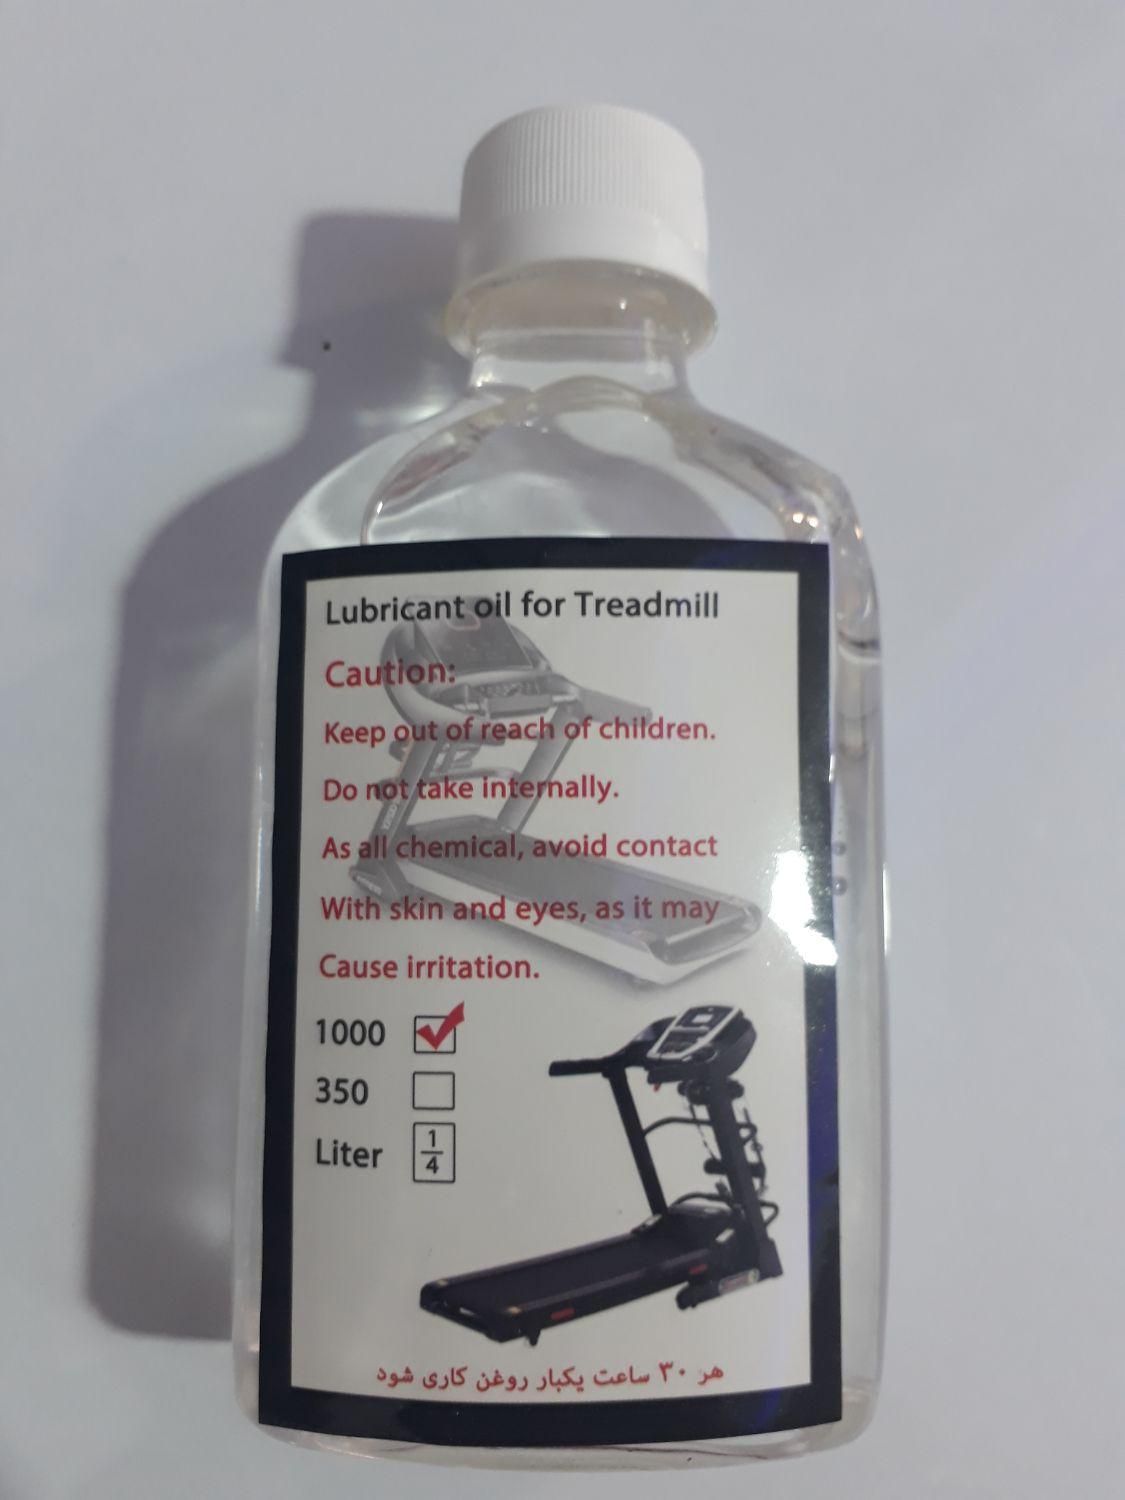 Lubricant oil for Treadmill
Caution:
Keep out of reach of children.
Do not take internally.
As all chemical, avoid contact
With skin and eyes, as it may
Cause irritation.
1000
350
Liter 1/4
هر ۳۰ ساعت یکبار روغن کاری شود